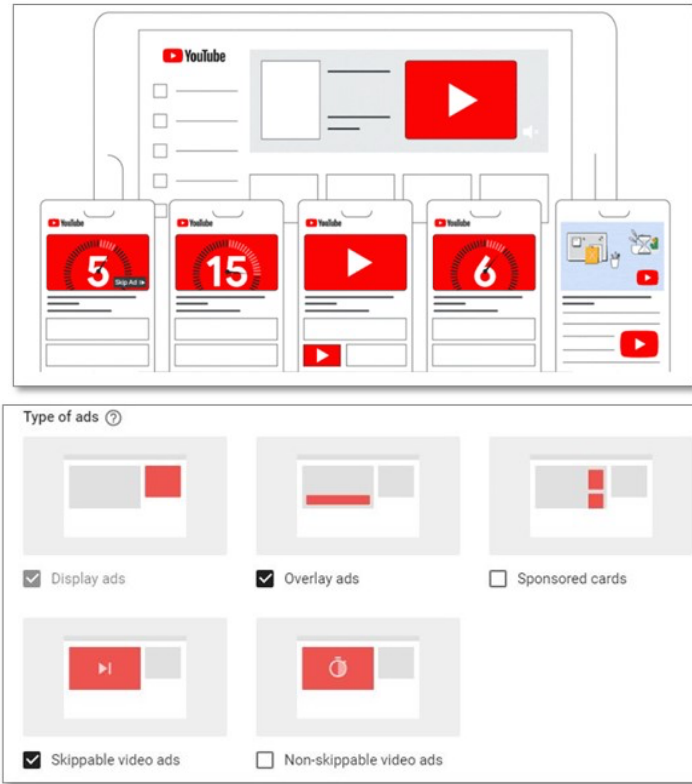 YouTube
YouTube
YouTube
YouTube
YouTube
5
15
6
Skip Ad
Type of ads ?
Display ads
Overlay ads
Sponsored cards
Skippable video ads
Non-skippable video ads